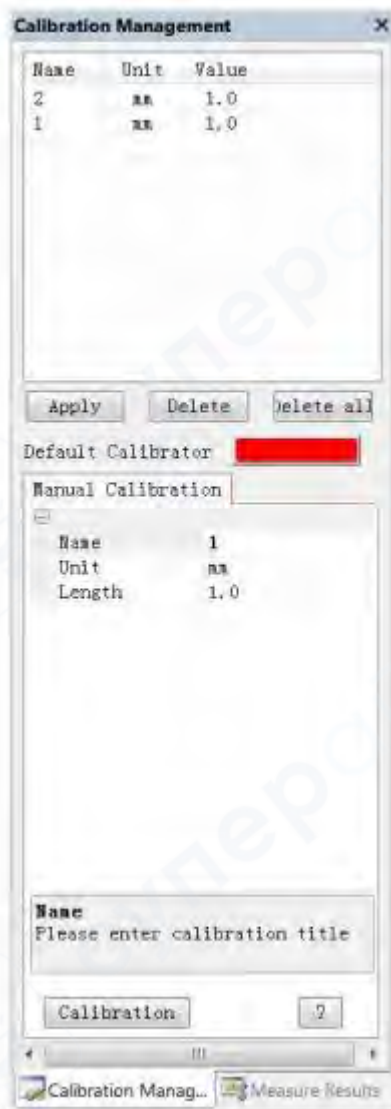 Calibration Management ×
Name Unit Value
2 mm 1.0
1 mm 1.0
Apply Delete Delete all
Default Calibrator
Manual Calibration
Name 1
Unit mm
Length 1.0
Name
Please enter calibration title
Calibration ?
Calibration Manag... Measure Results